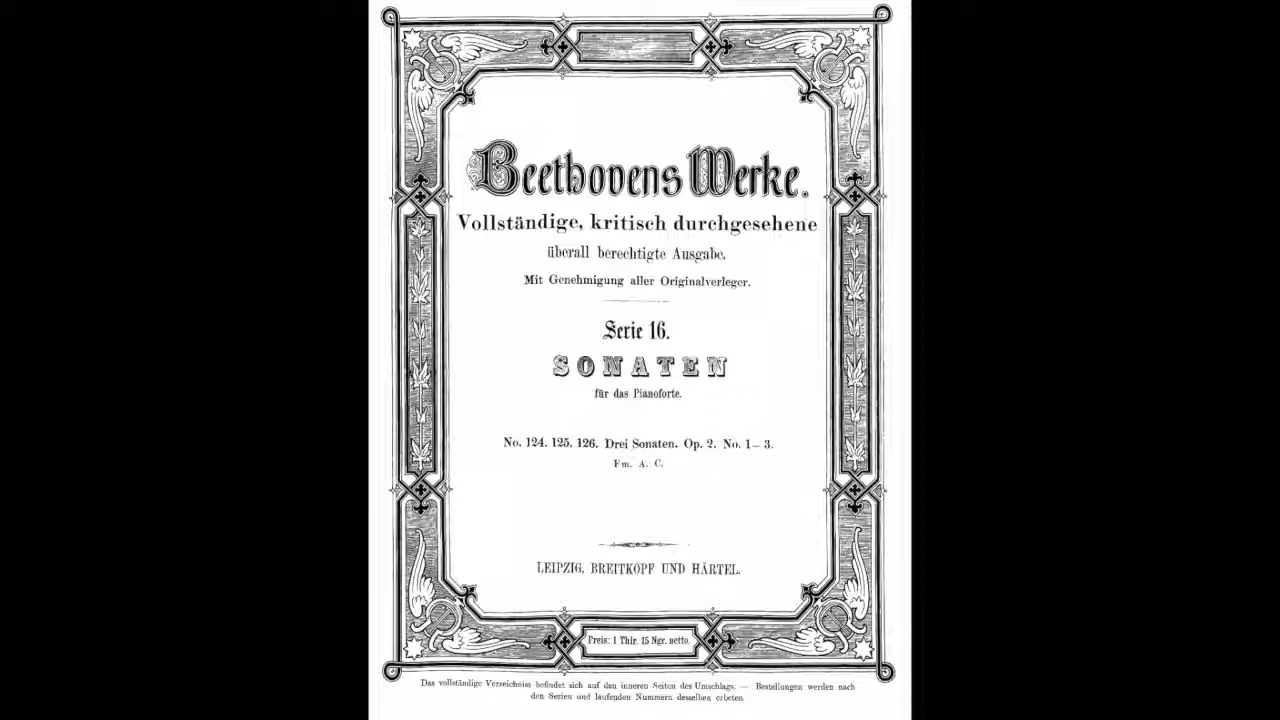 Beethovens Werke.
Vollständige, kritisch durchgesehene
überall berechtigte Ausgabe.
Mit Genehmigung aller Originalverleger.
Serie 16.
SONATEN
für das Pianoforte.
No. 124. 125. 126. Drei Sonaten. Op. 2. No. 1–3.
Fm. A. C.
LEIPZIG, BREITKOPF UND HÄRTEL.
Preis: 1 Thlr. 15 Ngr. netto.
Das vollständige Verzeichniss befindet sich auf den inneren Seiten des Umschlags. — Bestellungen werden nach
den Serien und laufenden Nummern desselben erbeten.